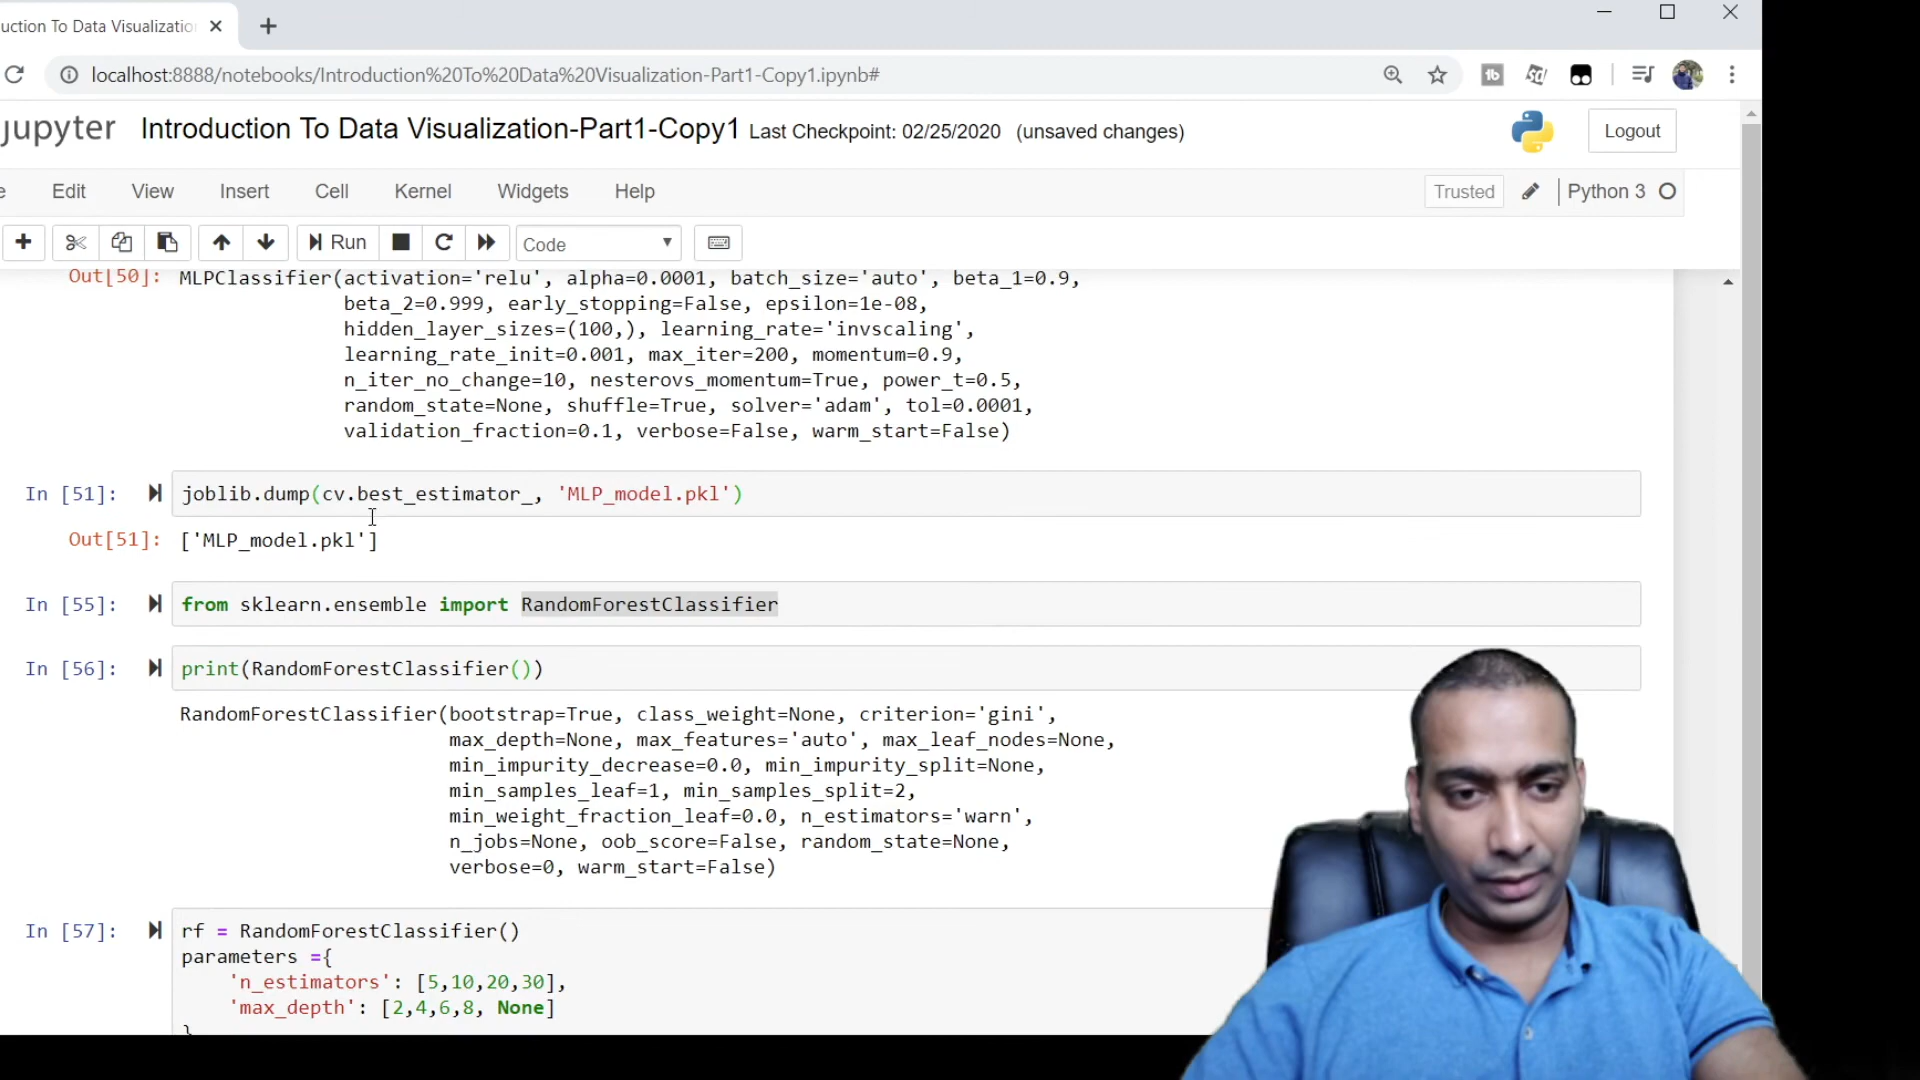 uction To Data Visualizatio
localhost:8888/notebooks/Introduction%20To%20Data%20Visualization-Part1-Copy1.ipynb#
jupyter Introduction To Data Visualization-Part1-Copy1 Last Checkpoint: 02/25/2020 (unsaved changes)
Logout
e Edit View Insert Cell Kernel Widgets Help
Trusted Python 3
Run Code
Out[50]: MLPClassifier(activation='relu', alpha=0.0001, batch_size='auto', beta_1=0.9,
beta_2=0.999, early_stopping=False, epsilon=1e-08,
hidden_layer_sizes=(100,), learning_rate='invscaling',
learning_rate_init=0.001, max_iter=200, momentum=0.9,
n_iter_no_change=10, nesterovs_momentum=True, power_t=0.5,
random_state=None, shuffle=True, solver='adam', tol=0.0001,
validation_fraction=0.1, verbose=False, warm_start=False)
In [51]: joblib.dump(cv.best_estimator_, 'MLP_model.pkl')
Out[51]: ['MLP_model.pkl']
In [55]: from sklearn.ensemble import RandomForestClassifier
In [56]: print(RandomForestClassifier())
RandomForestClassifier(bootstrap=True, class_weight=None, criterion='gini',
max_depth=None, max_features='auto', max_leaf_nodes=None,
min_impurity_decrease=0.0, min_impurity_split=None,
min_samples_leaf=1, min_samples_split=2,
min_weight_fraction_leaf=0.0, n_estimators='warn',
n_jobs=None, oob_score=False, random_state=None,
verbose=0, warm_start=False)
In [57]: rf = RandomForestClassifier()
parameters ={
'n_estimators': [5,10,20,30],
'max_depth': [2,4,6,8, None]
}